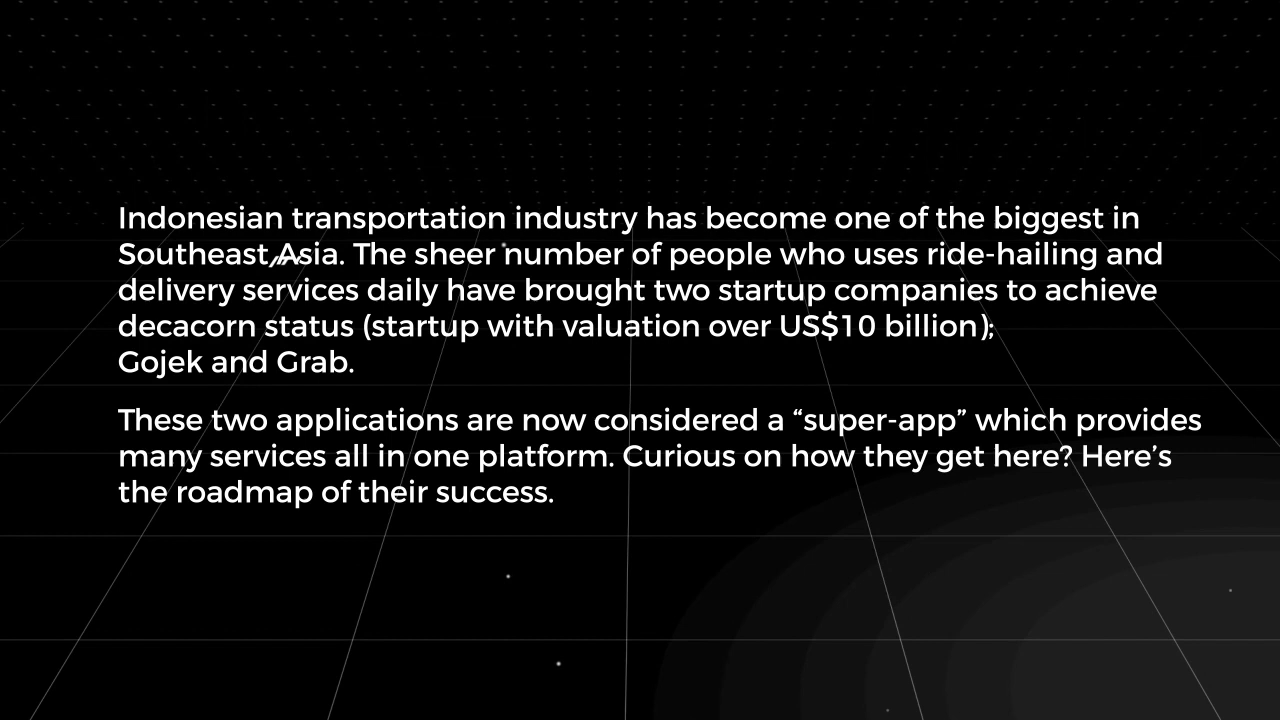 Indonesian transportation industry has become one of the biggest in
Southeast Asia. The sheer number of people who uses ride-hailing and
delivery services daily have brought two startup companies to achieve
decacorn status (startup with valuation over US$10 billion);
Gojek and Grab.
These two applications are now considered a “super-app” which provides
many services all in one platform. Curious on how they get here? Here’s
the roadmap of their success.